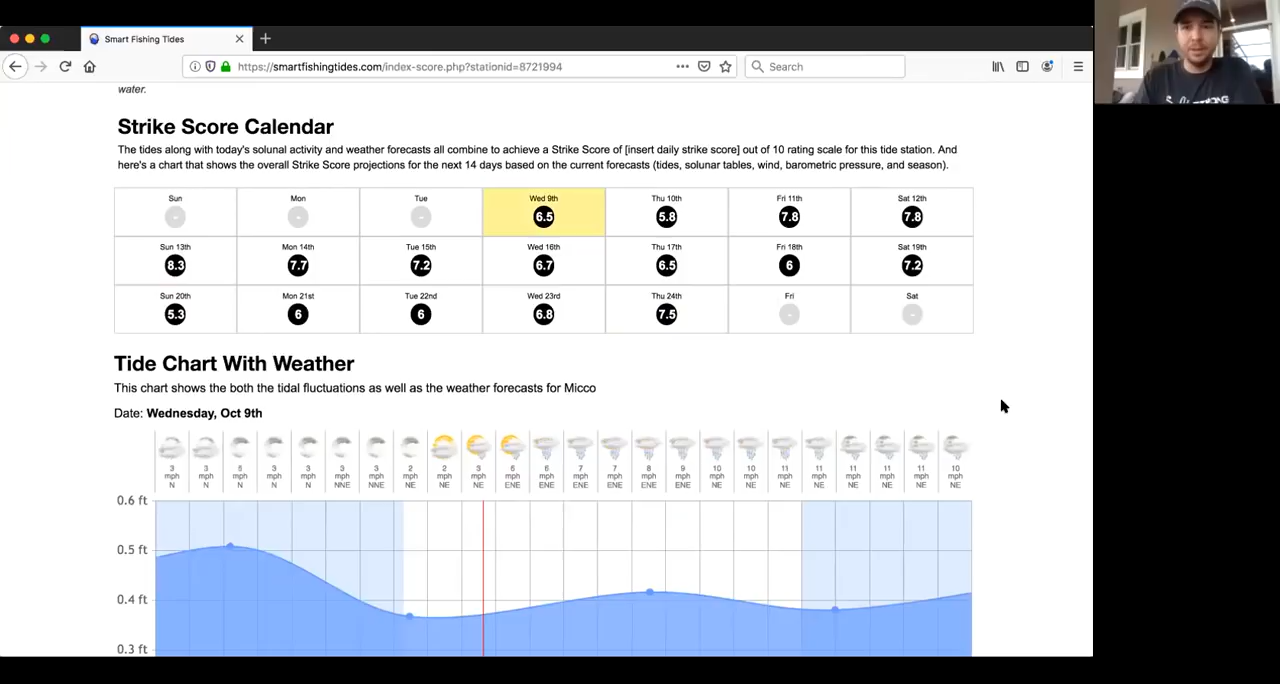 Smart Fishing Tides
https://smartfishingtides.com/index-score.php?stationid=8721994
Search
water.
Strike Score Calendar
The tides along with today's solunal activity and weather forecasts all combine to achieve a Strike Score of [insert daily strike score] out of 10 rating scale for this tide station. And
here's a chart that shows the overall Strike Score projections for the next 14 days based on the current forecasts (tides, solunar tables, wind, barometric pressure, and season).
Sun Mon Tue Wed 9th Thu 10th Fri 11th Sat 12th
- - - 6.5 5.8 7.8 7.8
Sun 13th Mon 14th Tue 15th Wed 16th Thu 17th Fri 18th Sat 19th
8.3 7.7 7.2 6.7 6.5 6 7.2
Sun 20th Mon 21st Tue 22nd Wed 23rd Thu 24th Fri Sat
5.3 6 6 6.8 7.5 - -
Tide Chart With Weather
This chart shows the both the tidal fluctuations as well as the weather forecasts for Micco
Date: Wednesday, Oct 9th
3 3 5 3 3 3 3 2 2 3 6 6 7 7 8 9 10 10 11 11 11 11 11 10
mph mph mph mph mph mph mph mph mph mph mph mph mph mph mph mph mph mph mph mph mph mph mph mph
N N N N N NNE NNE NE NE NE ENE ENE ENE ENE ENE ENE NE NE NE NE NE NE NE NE
0.6 ft
0.5 ft
0.4 ft
0.3 ft